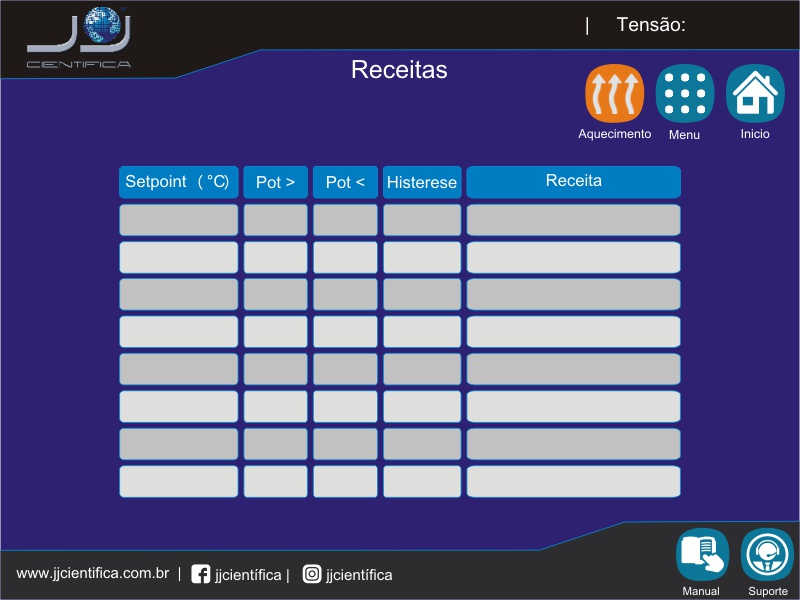 JJ
CIENTIFICA
| Tensão:
Receitas
Aquecimento Menu Inicio
Setpoint ( °C) Pot > Pot < Histerese Receita
www.jjcientifica.com.br | jjcientífica | jjcientífica
Manual Suporte